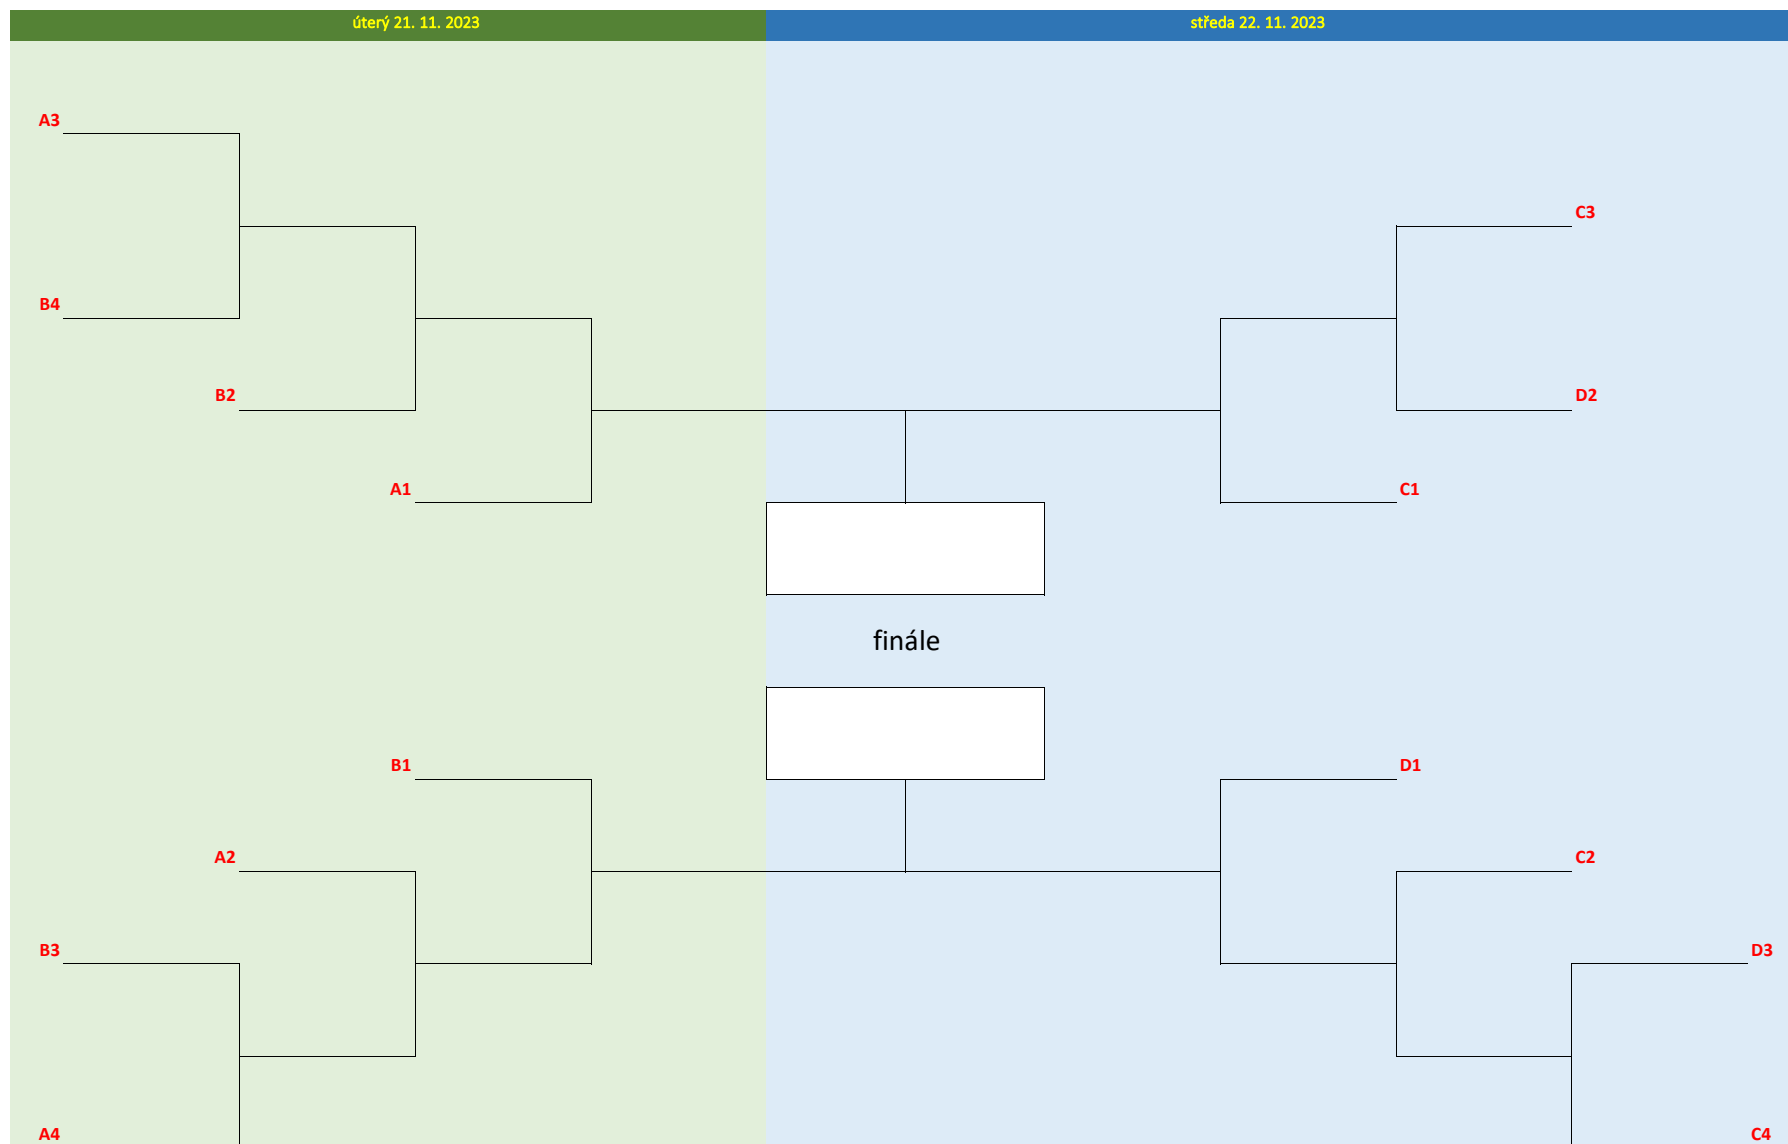 úterý 21. 11. 2023
středa 22. 11. 2023
A3
C3
B4
B2
D2
A1
C1
finále
B1
D1
A2
C2
B3
D3
A4
C4